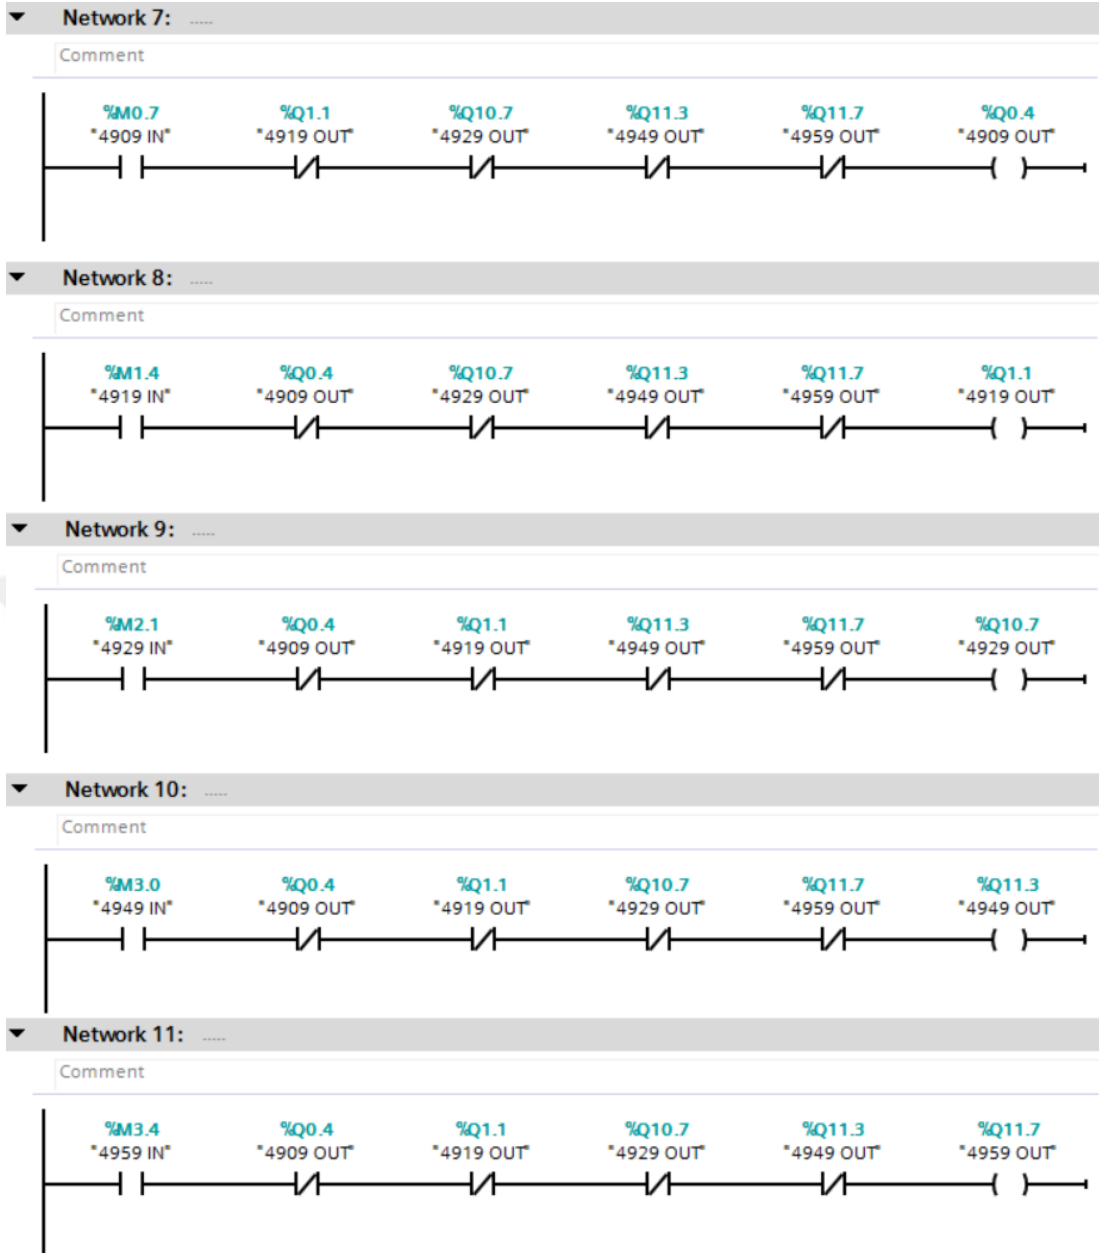 Network 7: .....
Comment
%M0.7 %Q1.1 %Q10.7 %Q11.3 %Q11.7 %Q0.4
"4909 IN" "4919 OUT" "4929 OUT" "4949 OUT" "4959 OUT" "4909 OUT"
Network 8: .....
Comment
%M1.4 %Q0.4 %Q10.7 %Q11.3 %Q11.7 %Q1.1
"4919 IN" "4909 OUT" "4929 OUT" "4949 OUT" "4959 OUT" "4919 OUT"
Network 9: .....
Comment
%M2.1 %Q0.4 %Q1.1 %Q11.3 %Q11.7 %Q10.7
"4929 IN" "4909 OUT" "4919 OUT" "4949 OUT" "4959 OUT" "4929 OUT"
Network 10: .....
Comment
%M3.0 %Q0.4 %Q1.1 %Q10.7 %Q11.7 %Q11.3
"4949 IN" "4909 OUT" "4919 OUT" "4929 OUT" "4959 OUT" "4949 OUT"
Network 11: .....
Comment
%M3.4 %Q0.4 %Q1.1 %Q10.7 %Q11.3 %Q11.7
"4959 IN" "4909 OUT" "4919 OUT" "4929 OUT" "4949 OUT" "4959 OUT"